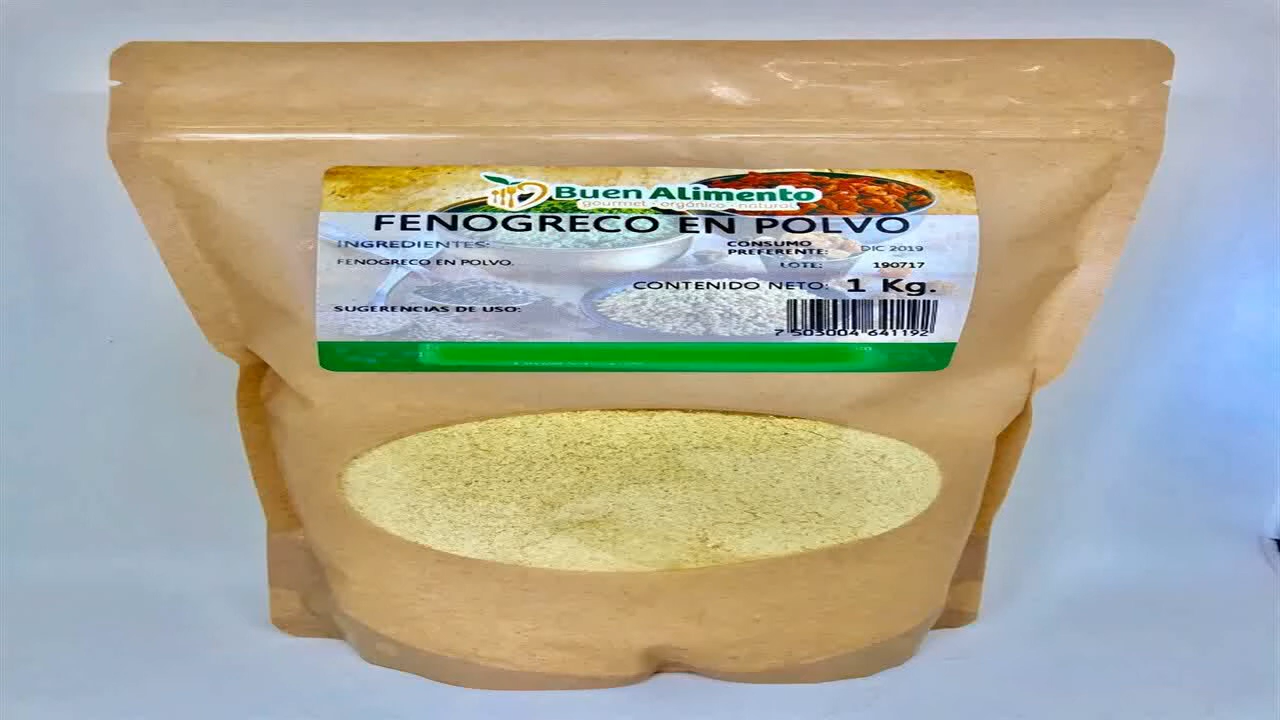 Buen Alimento
gourmet · orgánico · natural
FENOGRECO EN POLVO
INGREDIENTES:
FENOGRECO EN POLVO.
CONSUMO PREFERENTE: DIC 2019
LOTE: 190717
CONTENIDO NETO: 1 Kg.
SUGERENCIAS DE USO:
7 503004 641192